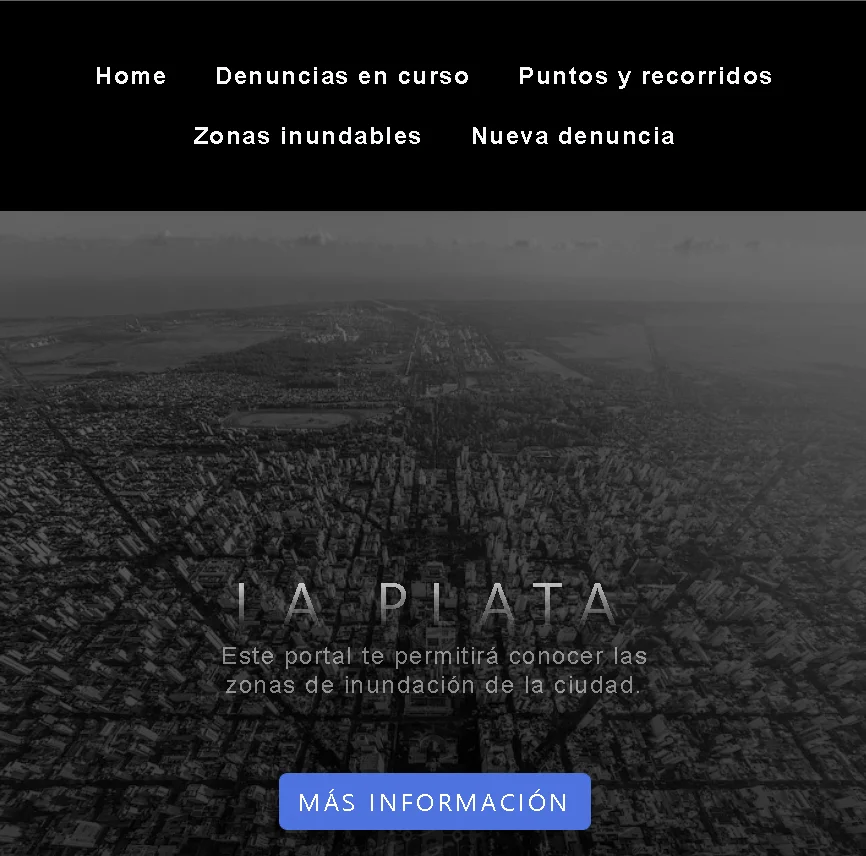 Home Denuncias en curso Puntos y recorridos
Zonas inundables Nueva denuncia
LA PLATA
Este portal te permitirá conocer las
zonas de inundación de la ciudad.
MÁS INFORMACIÓN